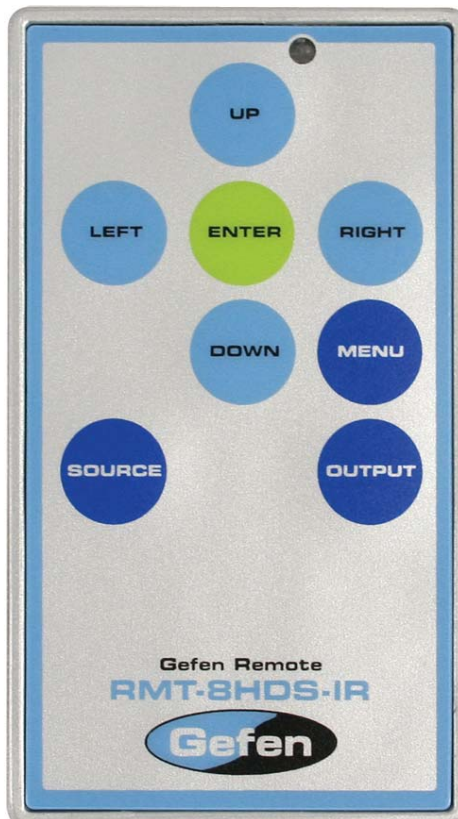 UP
LEFT ENTER RIGHT
DOWN MENU
SOURCE OUTPUT
Gefen Remote
RMT-8HDS-IR
Gefen